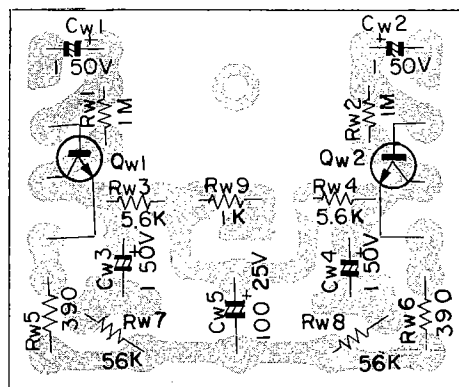 Cw1
+
1 50V
Cw2
+
1 50V
Rw1
1M
Rw2
1M
Qw1
Qw2
Rw3
5.6K
Rw9
1K
Rw4
5.6K
Cw3
+
1 50V
Cw4
+
1 50V
Cw5
+
100 25V
Rw5
390
Rw7
56K
Rw8
56K
Rw6
390